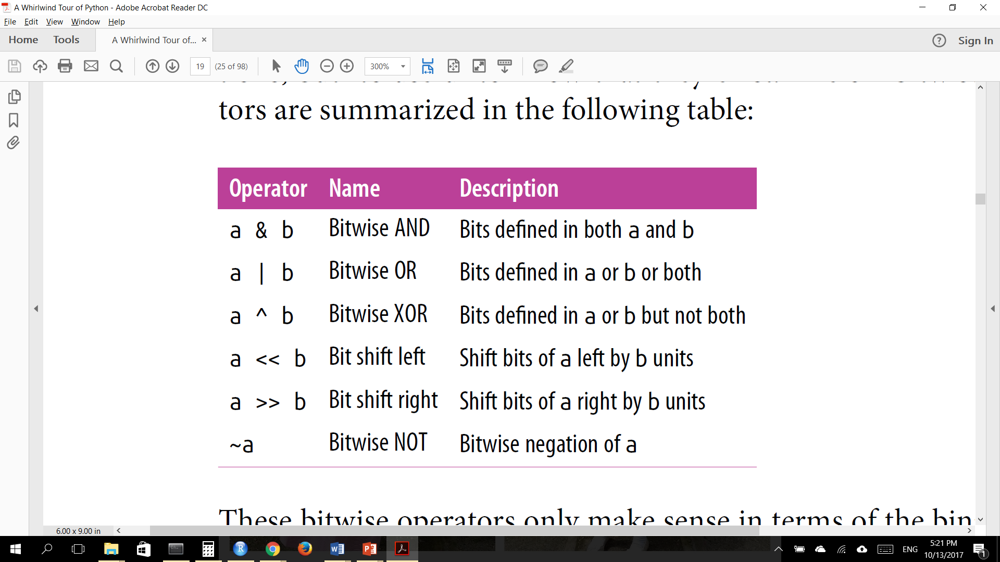 A Whirlwind Tour of Python - Adobe Acrobat Reader DC
File Edit View Window Help
Home Tools A Whirlwind Tour of... × ? Sign In
19 (25 of 98) 300%
tors are summarized in the following table:
Operator Name Description
a & b Bitwise AND Bits defined in both a and b
a | b Bitwise OR Bits defined in a or b or both
a ^ b Bitwise XOR Bits defined in a or b but not both
a << b Bit shift left Shift bits of a left by b units
a >> b Bit shift right Shift bits of a right by b units
~a Bitwise NOT Bitwise negation of a
These bitwise operators only make sense in terms of the bin
6.00 x 9.00 in
ENG 5:21 PM
10/13/2017 1